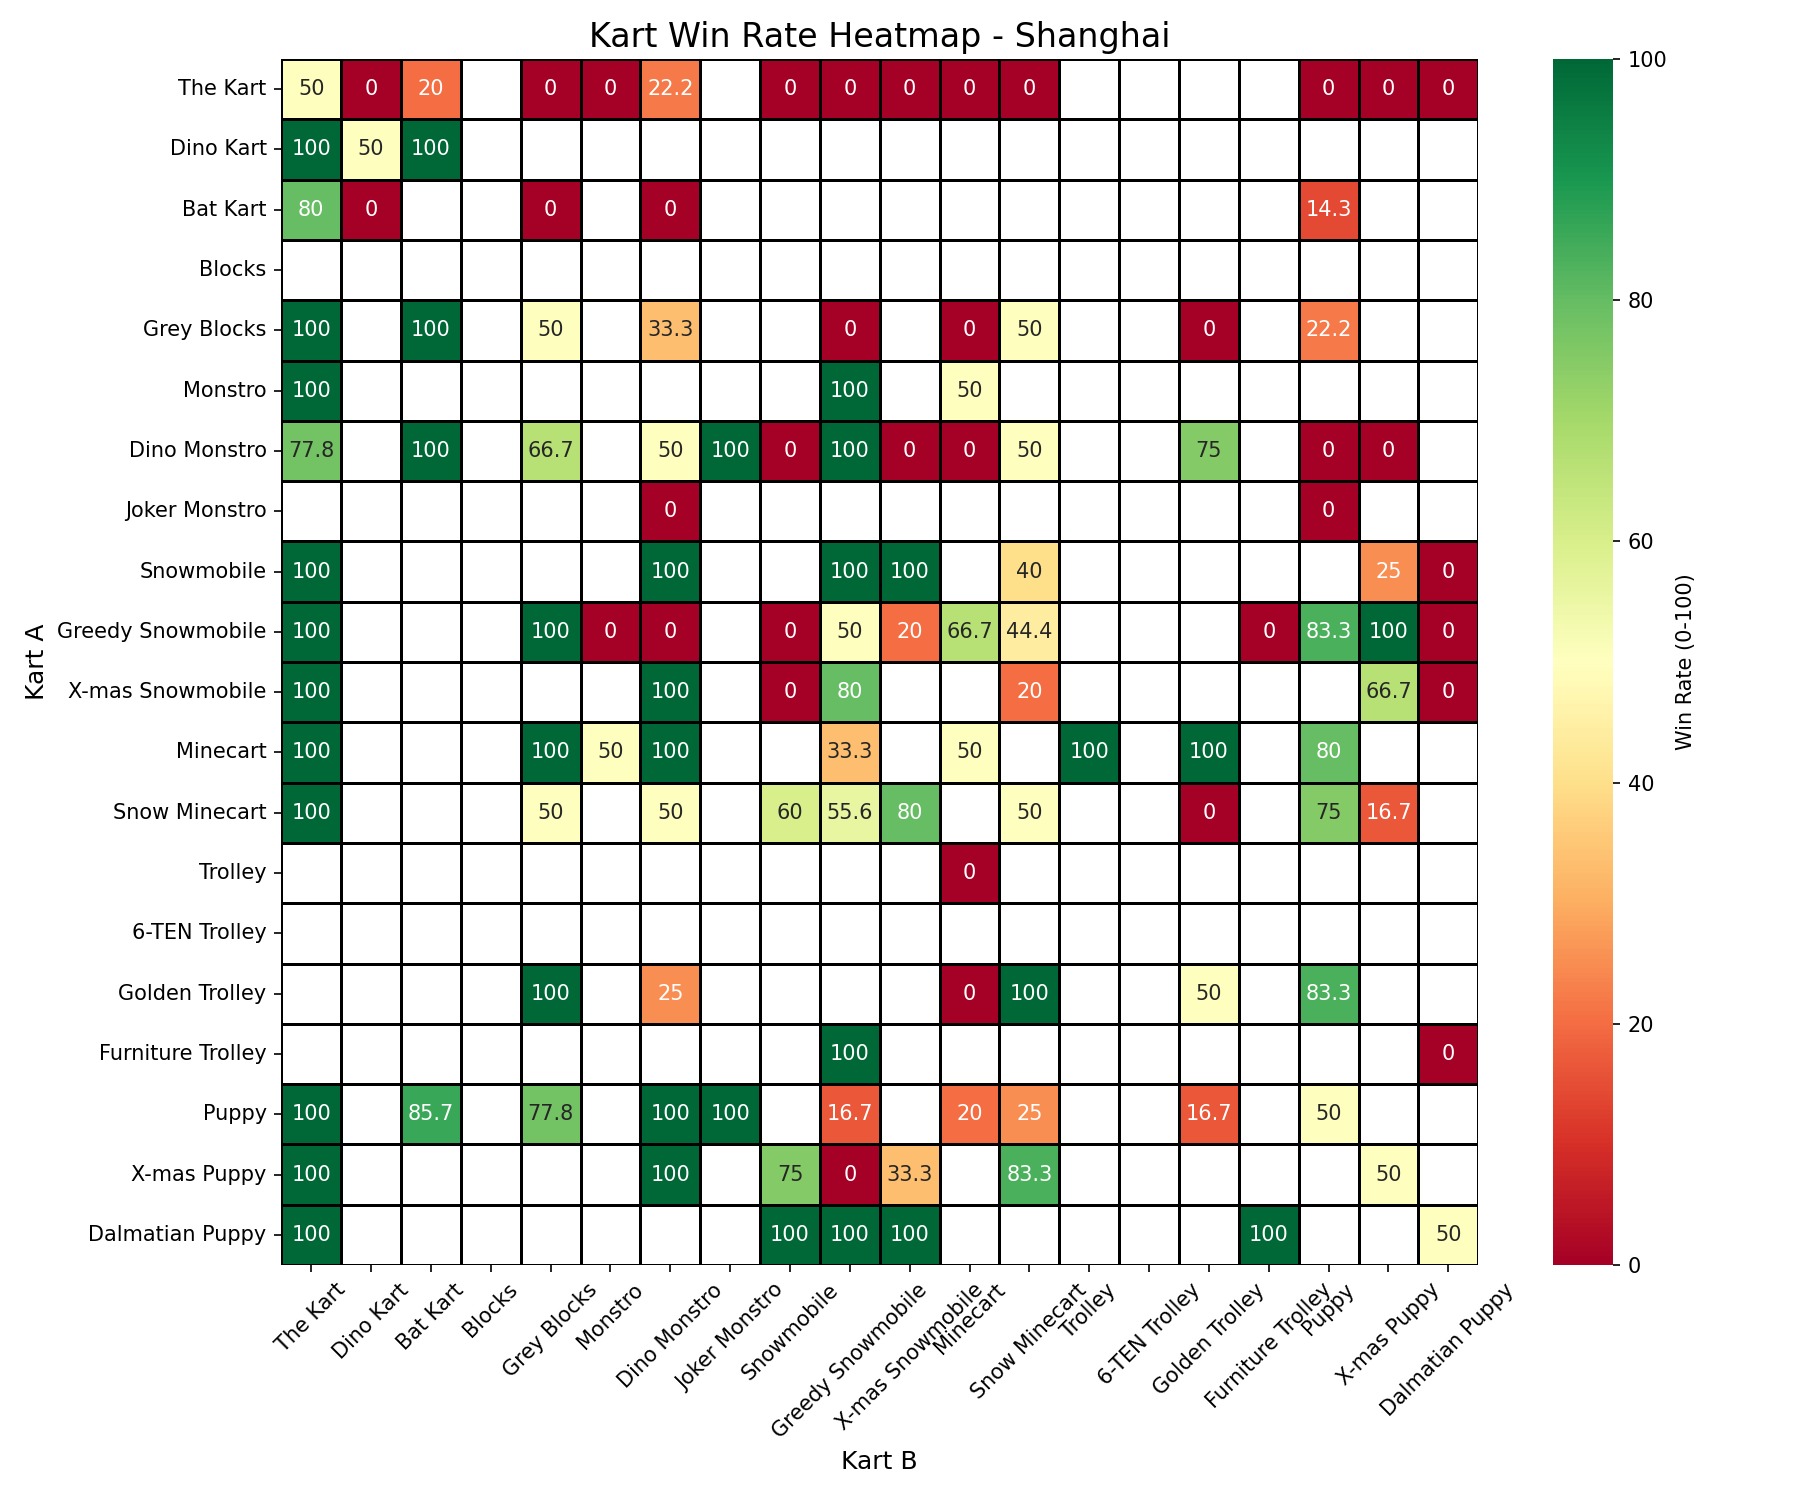 Kart Win Rate Heatmap - Shanghai
The Kart 50 0 20 0 0 22.2 0 0 0 0 0 0 0 0
Dino Kart 100 50 100
Bat Kart 80 0 0 0 14.3
Blocks
Grey Blocks 100 100 50 33.3 0 0 50 0 22.2
Monstro 100 100 50
Dino Monstro 77.8 100 66.7 50 100 0 100 0 0 50 75 0 0
Joker Monstro 0 0
Snowmobile 100 100 100 100 40 25 0
Greedy Snowmobile 100 100 0 0 0 50 20 66.7 44.4 0 83.3 100 0
X-mas Snowmobile 100 100 0 80 20 66.7 0
Minecart 100 100 50 100 33.3 50 100 100 80
Snow Minecart 100 50 50 60 55.6 80 50 0 75 16.7
Trolley 0
6-TEN Trolley
Golden Trolley 100 25 0 100 50 83.3
Furniture Trolley 100 0
Puppy 100 85.7 77.8 100 100 16.7 20 25 16.7 50
X-mas Puppy 100 100 75 0 33.3 83.3 50
Dalmatian Puppy 100 100 100 100 100 50
Kart A
The Kart
Dino Kart
Bat Kart
Blocks
Grey Blocks
Monstro
Dino Monstro
Joker Monstro
Snowmobile
Greedy Snowmobile
X-mas Snowmobile
Minecart
Snow Minecart
Trolley
6-TEN Trolley
Golden Trolley
Furniture Trolley
Puppy
X-mas Puppy
Dalmatian Puppy
Kart B
100
80
60
40
20
0
Win Rate (0-100)